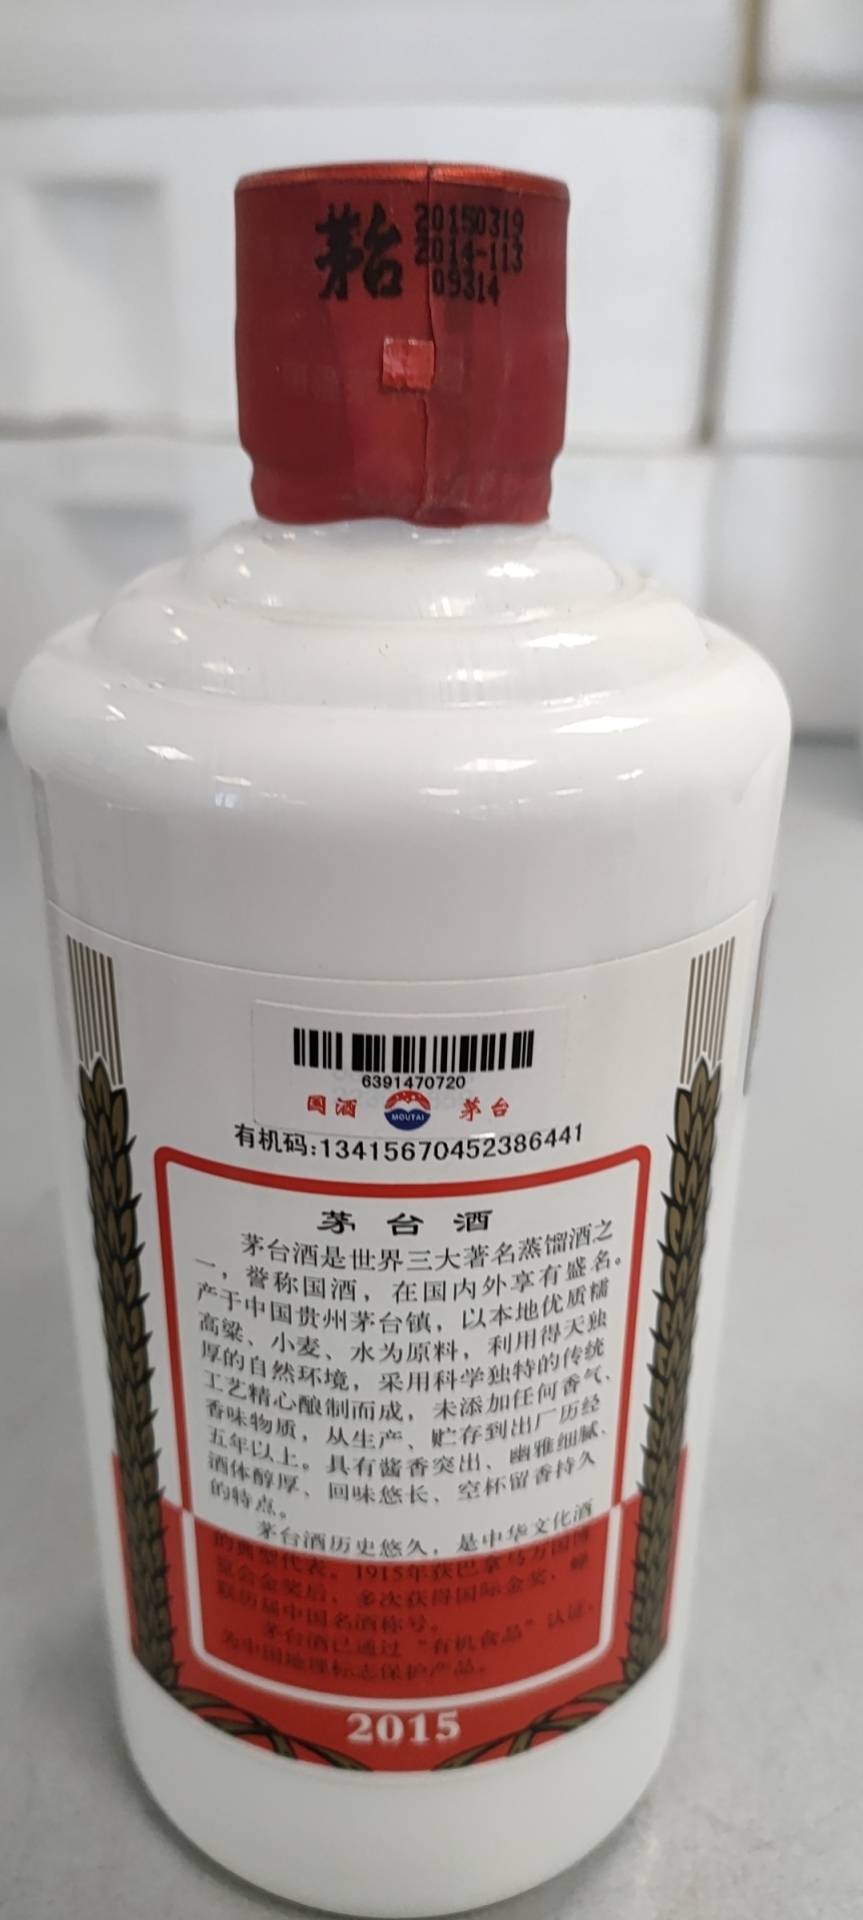 茅台
20150319
2014-113
09314
6391470720
国酒 MOUTAI 茅台
有机码:13415670452386441
茅台酒
茅台酒是世界三大著名蒸馏酒之
一，誉称国酒，在国内外享有盛名。
产于中国贵州茅台镇，以本地优质糯
高粱、小麦、水为原料，利用得天独
厚的自然环境，采用科学独特的传统
工艺精心酿制而成，未添加任何香气、
香味物质，从生产、贮存到出厂历经
五年以上。具有酱香突出、幽雅细腻、
酒体醇厚、回味悠长、空杯留香持久
的特点。
茅台酒历史悠久，是中华文化酒
的典型代表。1915年获巴拿马万国博
览会金奖后，多次获得国际金奖，蝉
联历届中国名酒称号。
茅台酒已通过“有机食品”认证，
为中国地理标志保护产品。
2015